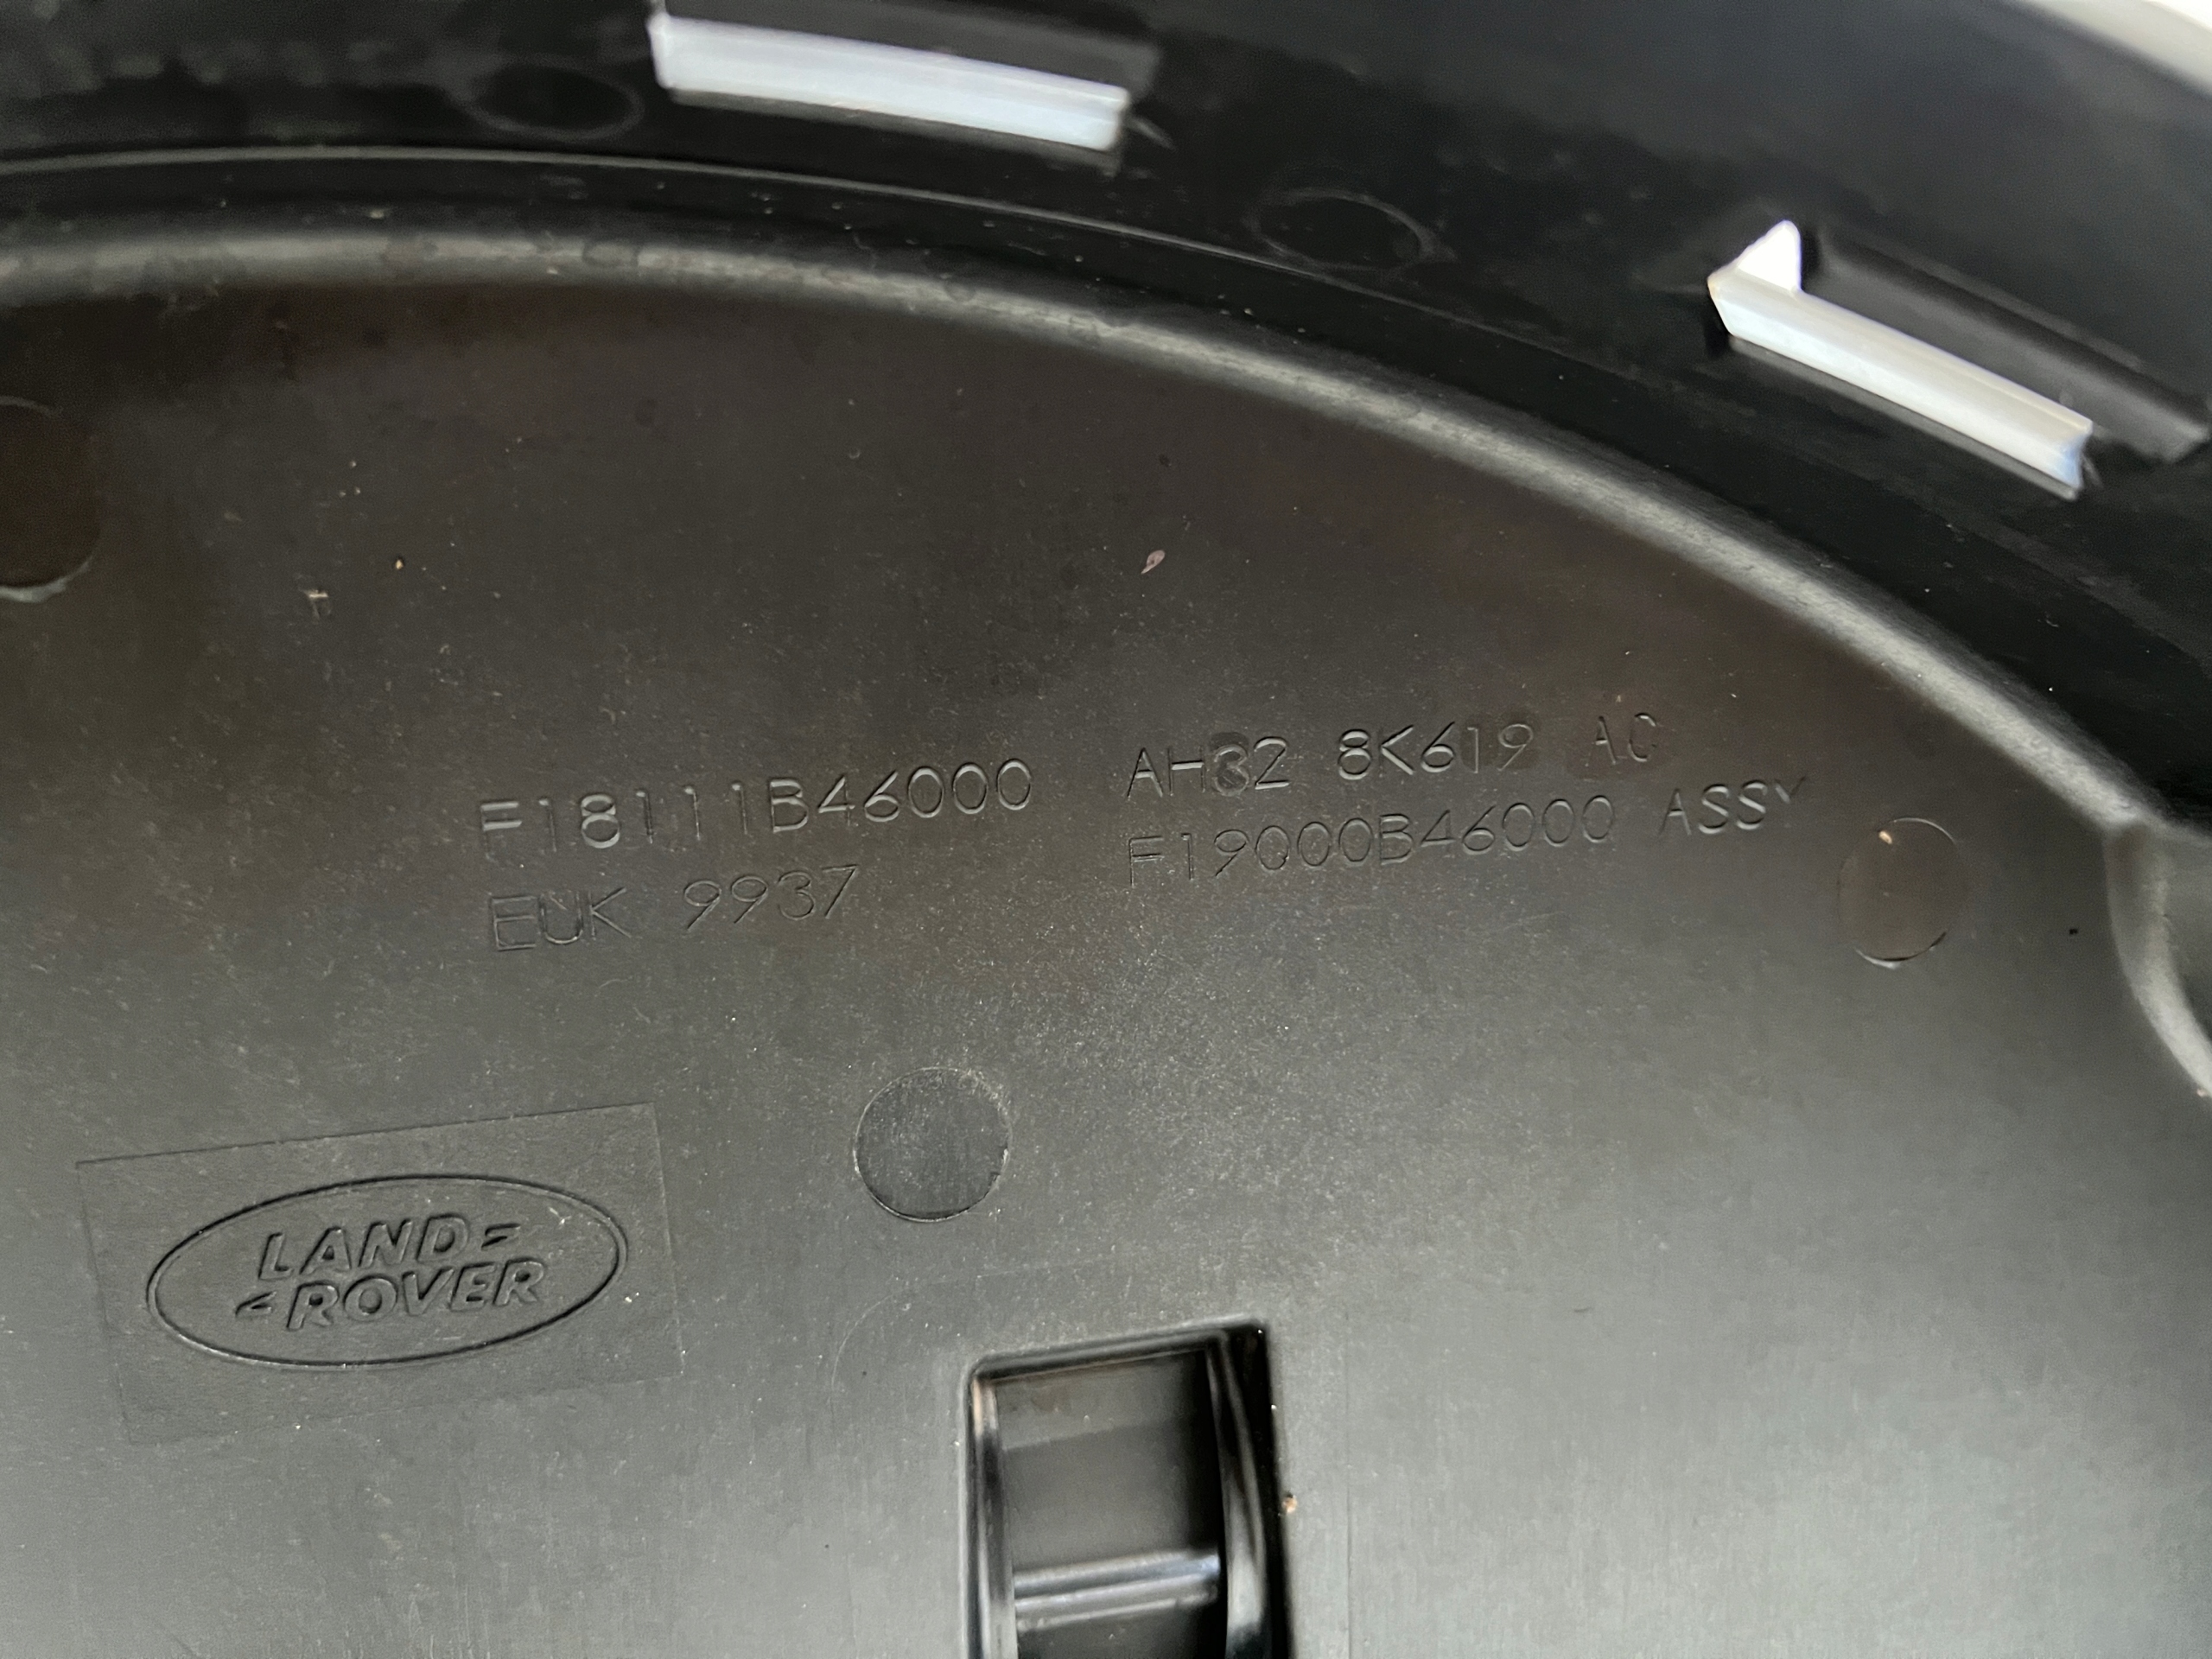 F18111B46000 AH32 8K619 AC
EUK 9937 F19000B46000 ASSY
LAND
ROVER